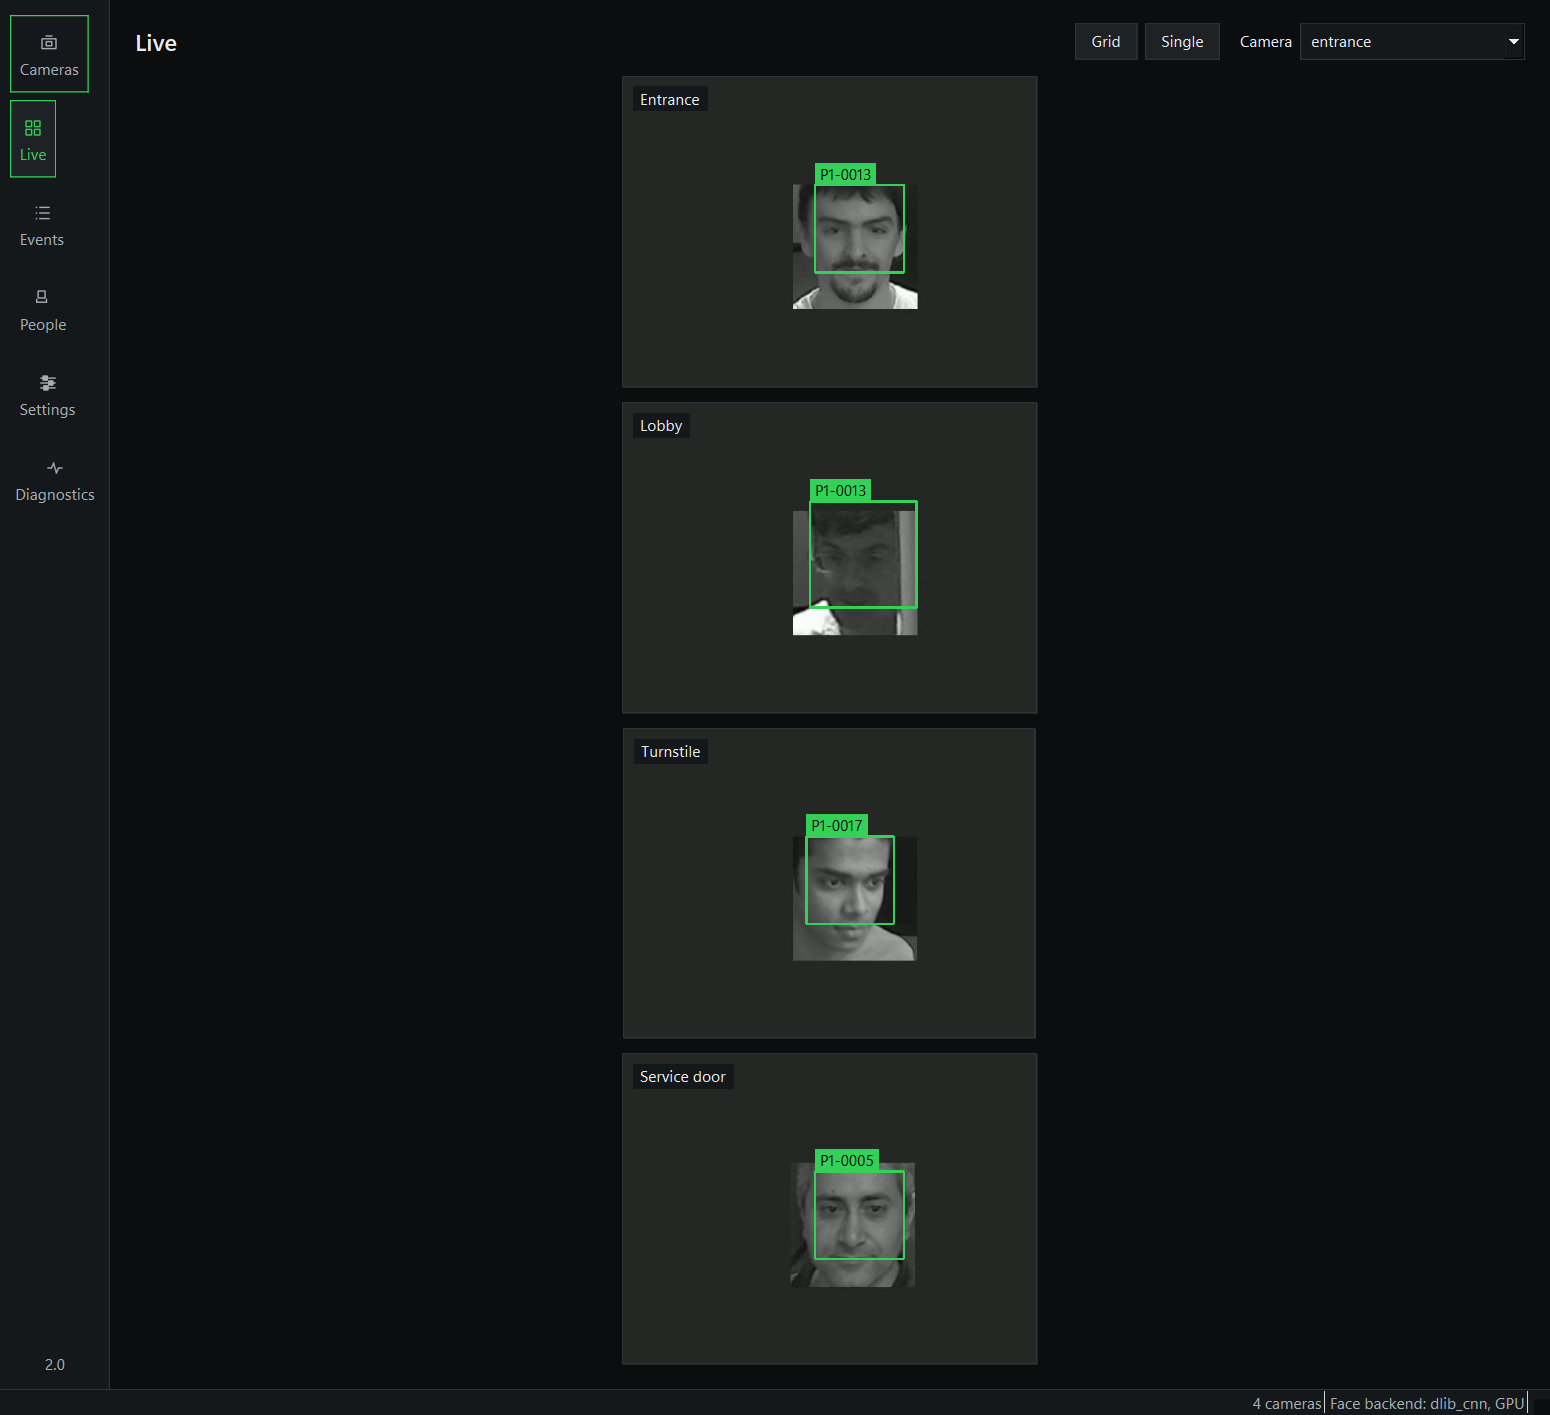 Cameras
Live
Events
People
Settings
Diagnostics
2.0
Live
Grid
Single
Camera
entrance
Entrance
P1-0013
Lobby
P1-0013
Turnstile
P1-0017
Service door
P1-0005
4 cameras
Face backend: dlib_cnn, GPU